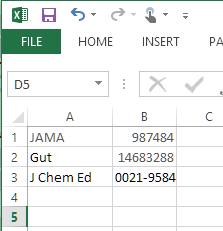 FILE HOME INSERT PA
D5
A B C
1 JAMA 987484
2 Gut 14683288
3 J Chem Ed 0021-9584
4
5